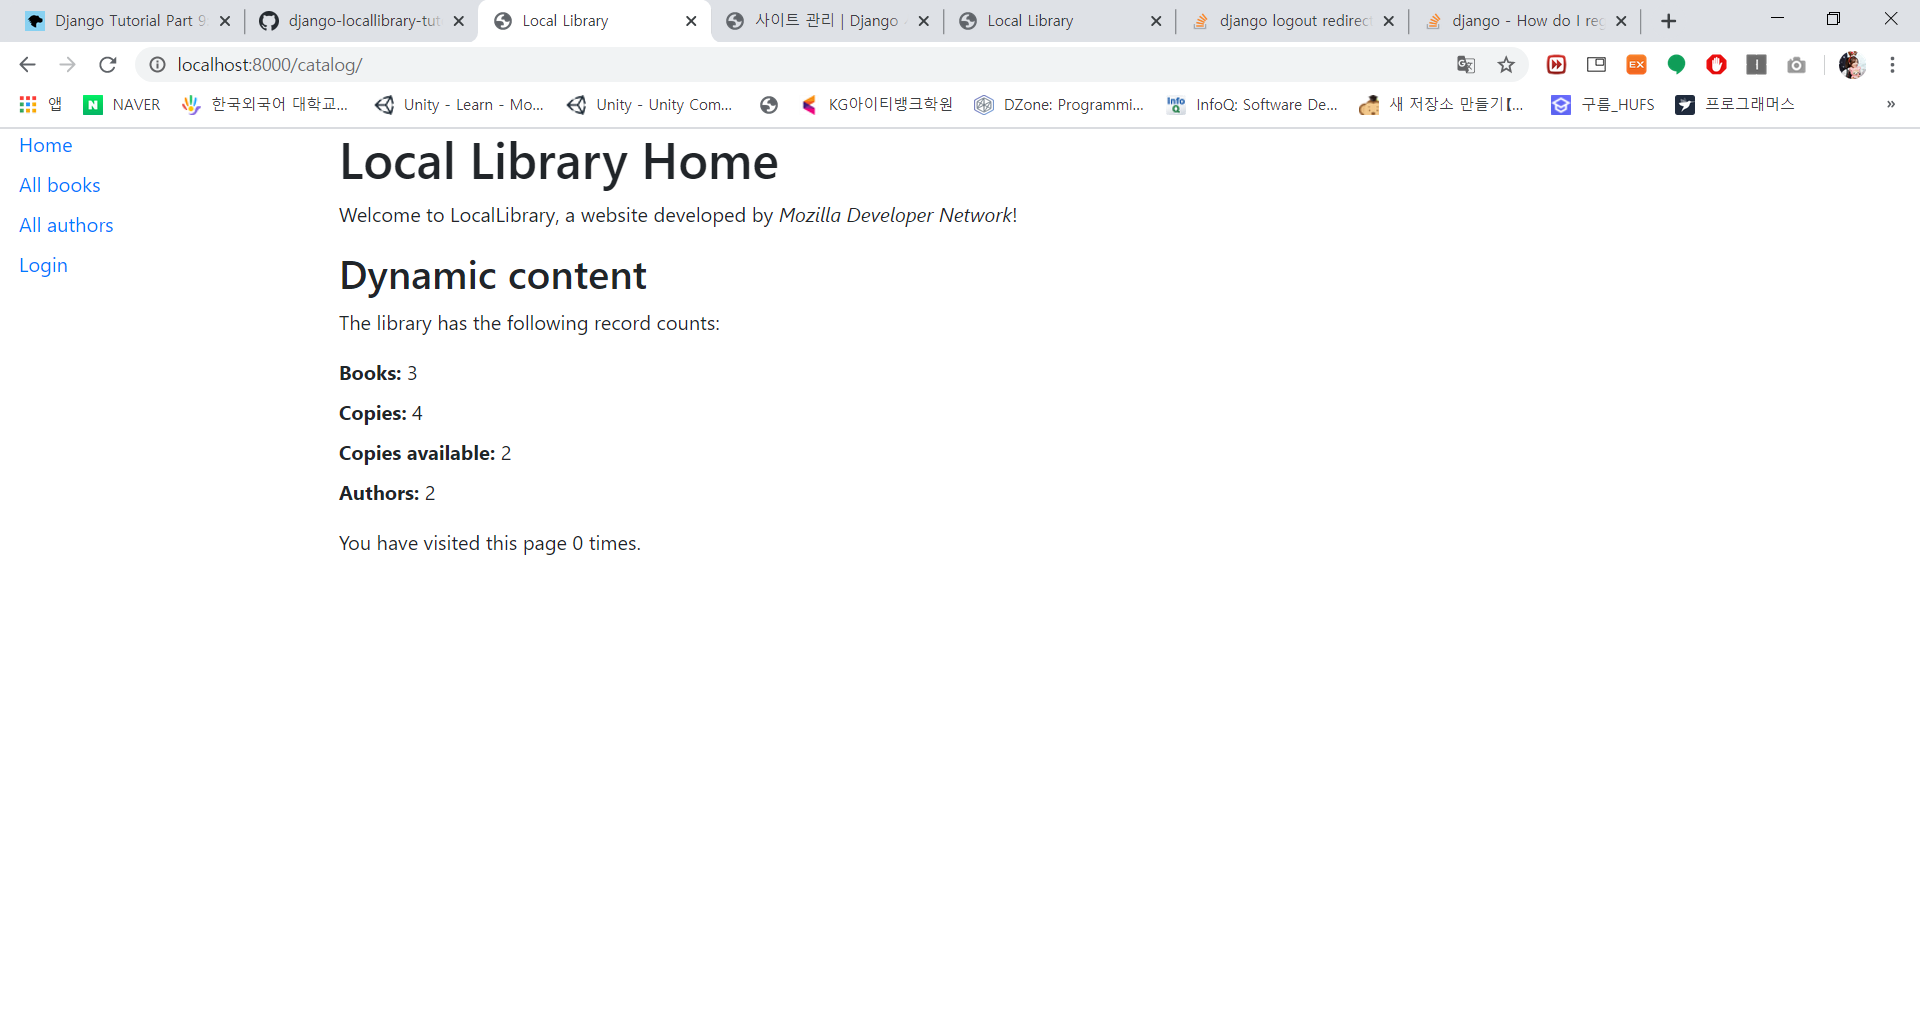 Django Tutorial Part 9
django-locallibrary-tut
Local Library
사이트 관리 | Django
Local Library
django logout redirec
django - How do I reg
localhost:8000/catalog/
앱
NAVER
한국외국어 대학교...
Unity - Learn - Mo...
Unity - Unity Com...
KG아이티뱅크학원
DZone: Programmi...
InfoQ: Software De...
새 저장소 만들기【...
구름_HUFS
프로그래머스
»
Home
All books
All authors
Login
Local Library Home
Welcome to LocalLibrary, a website developed by Mozilla Developer Network!
Dynamic content
The library has the following record counts:
Books: 3
Copies: 4
Copies available: 2
Authors: 2
You have visited this page 0 times.